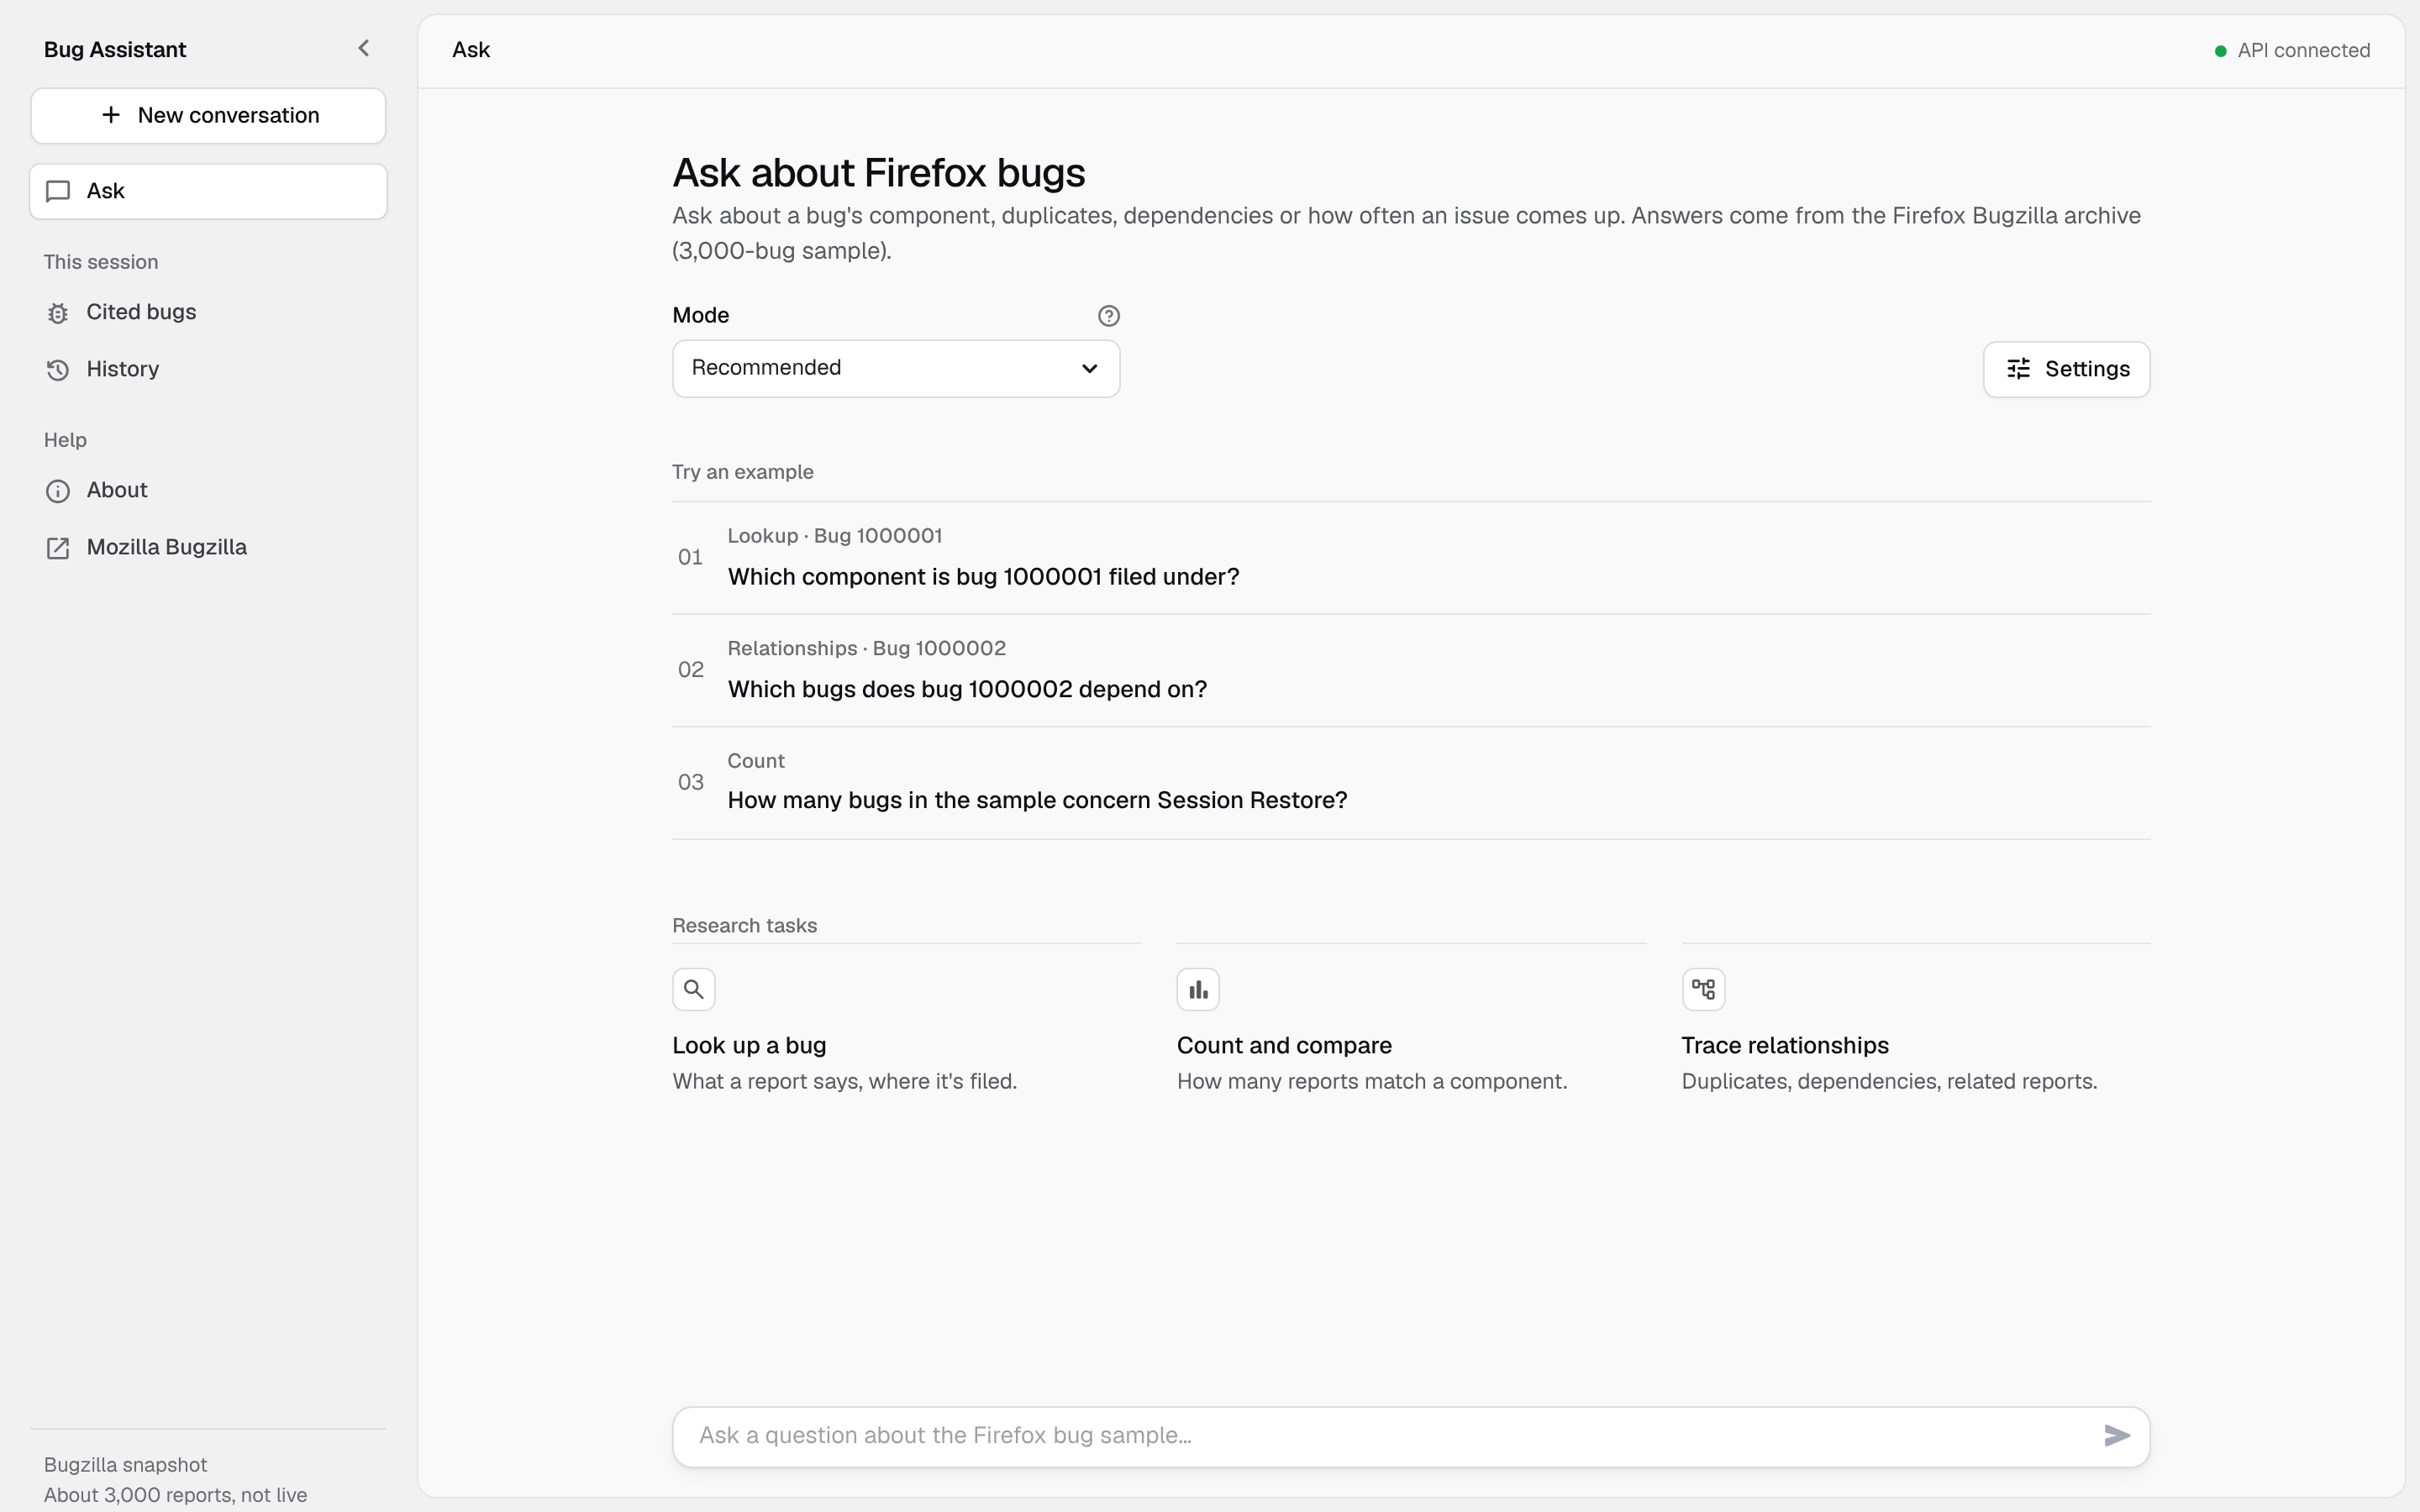 Bug Assistant
New conversation
Ask
This session
Cited bugs
History
Help
About
Mozilla Bugzilla
Bugzilla snapshot
About 3,000 reports, not live
Ask
API connected
Ask about Firefox bugs
Ask about a bug's component, duplicates, dependencies or how often an issue comes up. Answers come from the Firefox Bugzilla archive
(3,000-bug sample).
Mode
Recommended
Settings
Try an example
01
Lookup · Bug 1000001
Which component is bug 1000001 filed under?
02
Relationships · Bug 1000002
Which bugs does bug 1000002 depend on?
03
Count
How many bugs in the sample concern Session Restore?
Research tasks
Look up a bug
What a report says, where it's filed.
Count and compare
How many reports match a component.
Trace relationships
Duplicates, dependencies, related reports.
Ask a question about the Firefox bug sample...